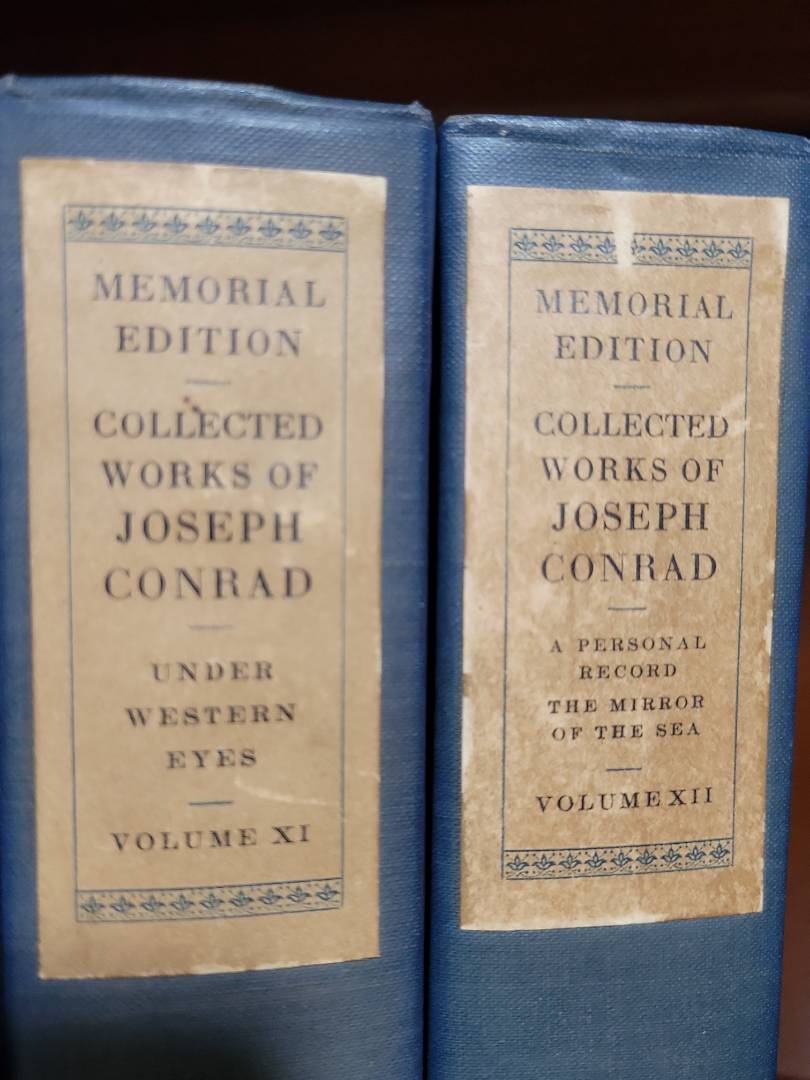 MEMORIAL
EDITION
COLLECTED
WORKS OF
JOSEPH
CONRAD
UNDER
WESTERN
EYES
VOLUME XI
MEMORIAL
EDITION
COLLECTED
WORKS OF
JOSEPH
CONRAD
A PERSONAL
RECORD
THE MIRROR
OF THE SEA
VOLUME XII